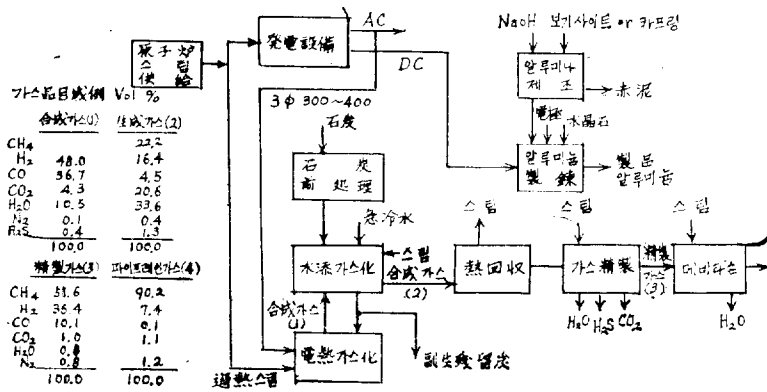 原子炉
스팀
供給
発電設備
AC
DC
3φ 300~400
NaOH 보기사이트 or 카프링
알루미나
제조
赤泥
電極 水晶石
알루미늄
製錬
製品
알루미늄
가스品目域例 Vol %
合成가스(1) 生成가스(2)
CH₄ 22.2
H₂ 48.0 16.4
CO 36.7 4.5
CO₂ 4.3 20.6
H₂O 10.5 33.6
N₂ 0.1 0.4
H₂S 0.4 1.3
100.0 100.0
精製가스(3) 파이프레인가스(4)
CH₄ 51.6 90.2
H₂ 36.4 7.4
CO 10.1 0.1
CO₂ 1.0 1.1
H₂O 0.1
N₂ 0.8 1.2
100.0 100.0
石炭
石炭
前処理
急冷水
水添가스化
스팀
合成가스
(2)
合成가스
(1)
電熱가스化
過熱스팀
副生残留炭
스팀
熱回収
스팀
가스精製
H₂O H₂S CO₂
精製
가스
(3)
스팀
H₂O